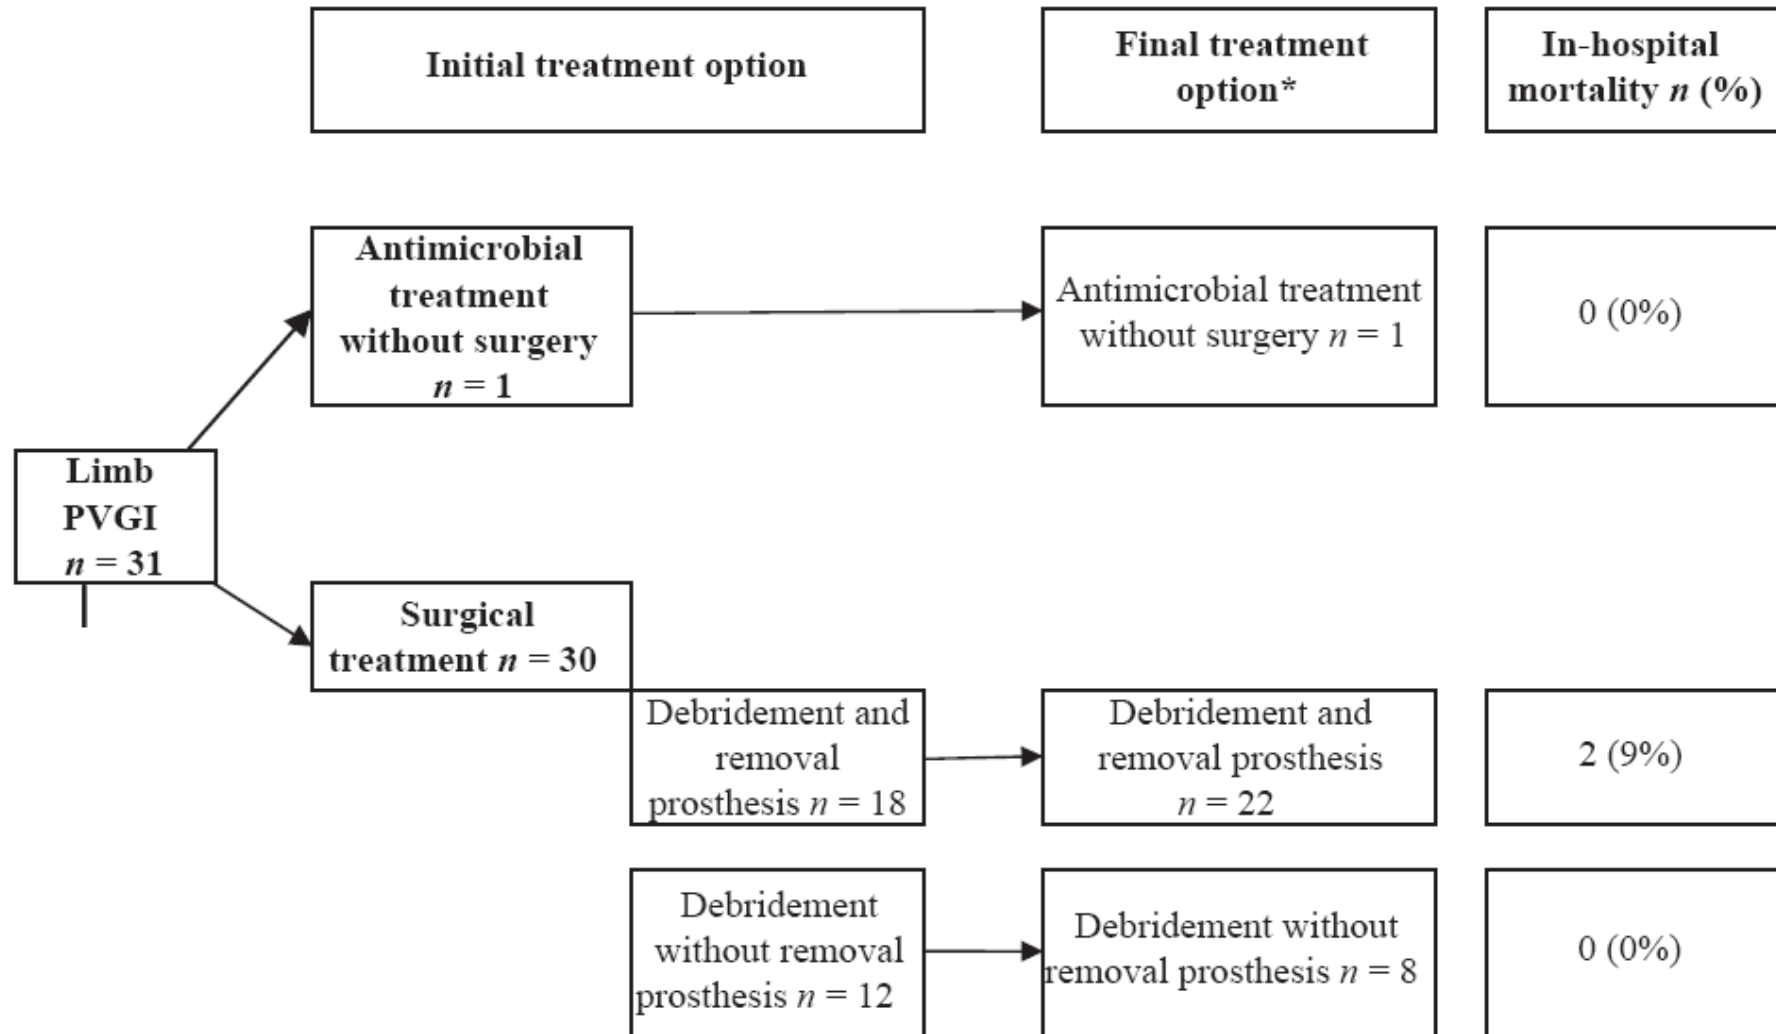 Initial treatment option
Final treatment
option*
In-hospital
mortality n (%)
Antimicrobial
treatment
without surgery
n = 1
Antimicrobial treatment
without surgery n = 1
0 (0%)
Limb
PVGI
n = 31
Surgical
treatment n = 30
Debridement and
removal
prosthesis n = 18
Debridement and
removal prosthesis
n = 22
2 (9%)
Debridement
without removal
prosthesis n = 12
Debridement without
removal prosthesis n = 8
0 (0%)